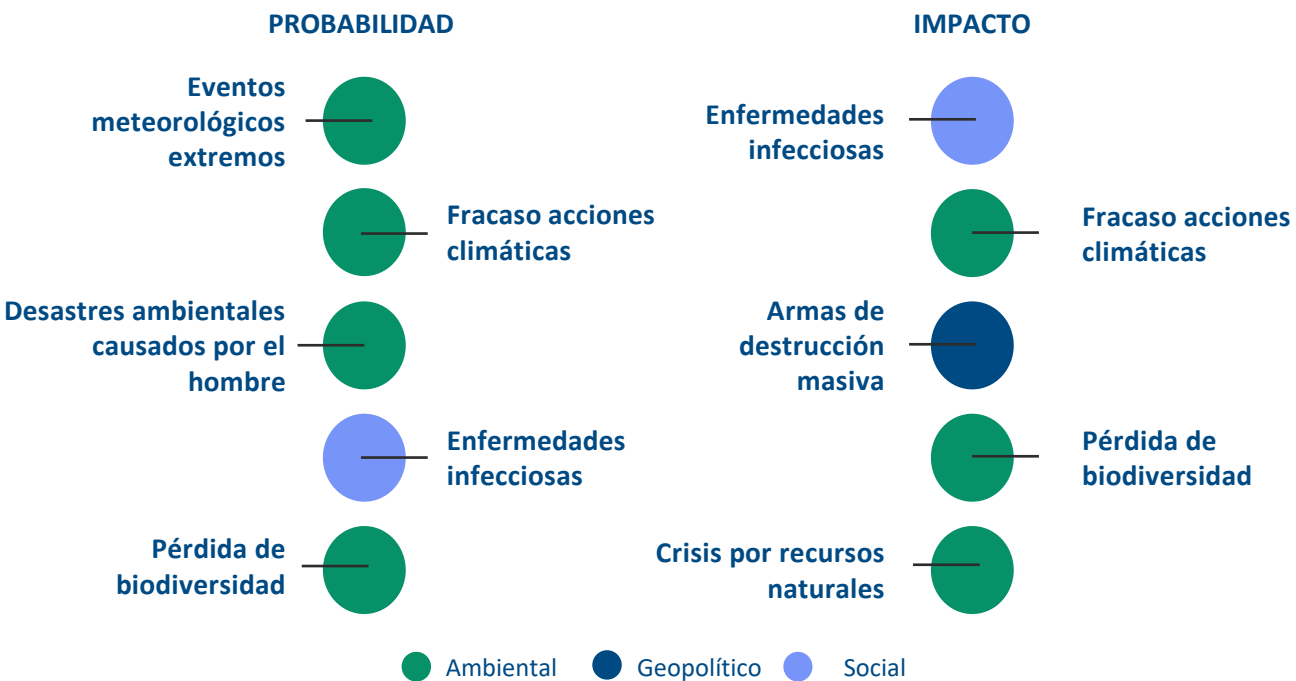 PROBABILIDAD
Eventos
meteorológicos
extremos
Fracaso acciones
climáticas
Desastres ambientales
causados por el
hombre
Enfermedades
infecciosas
Pérdida de
biodiversidad
IMPACTO
Enfermedades
infecciosas
Fracaso acciones
climáticas
Armas de
destrucción
masiva
Pérdida de
biodiversidad
Crisis por recursos
naturales
Ambiental
Geopolítico
Social